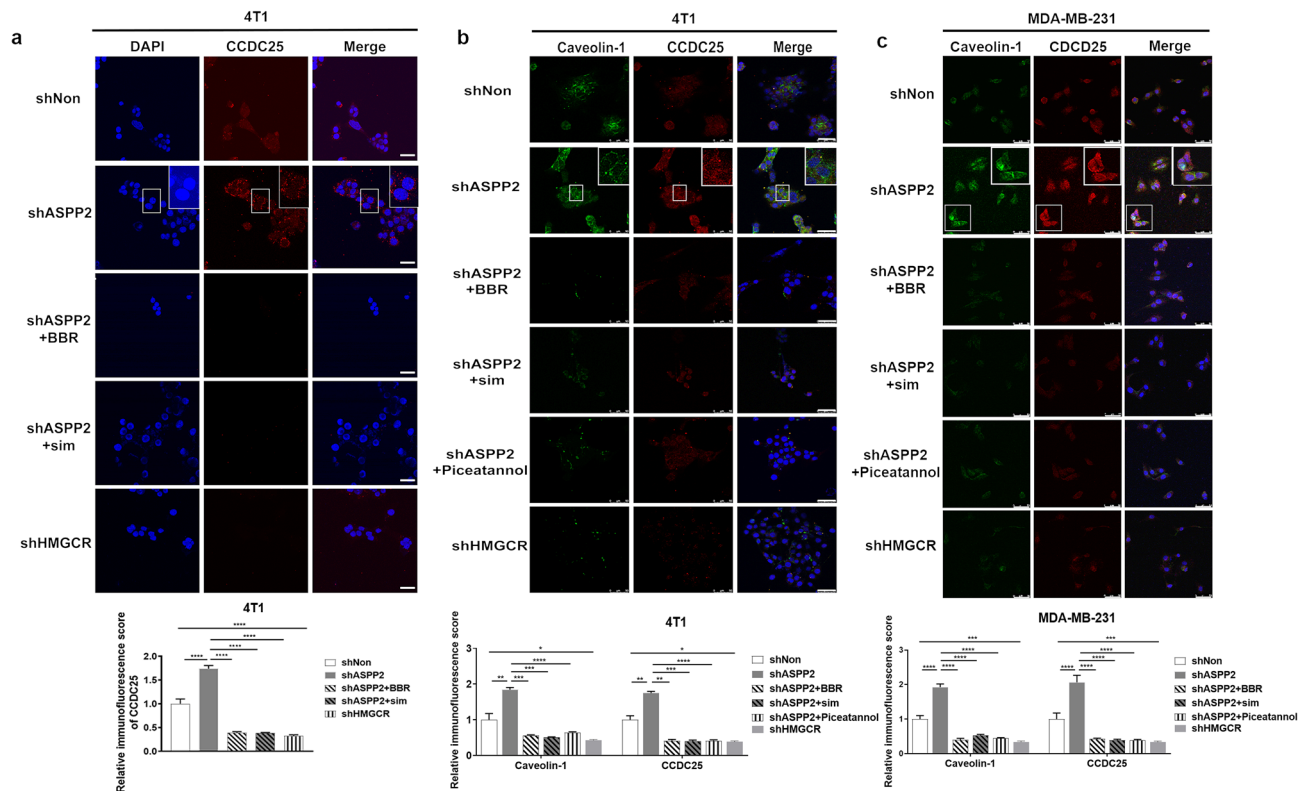 a
4T1
DAPI CCDC25 Merge
shNon
shASPP2
shASPP2
+BBR
shASPP2
+sim
shHMGCR
4T1
Relative immunofluorescence score
of CCDC25
2.0
1.5
1.0
0.5
0.0
**** **** **** **** ****
shNon
shASPP2
shASPP2+BBR
shASPP2+sim
shHMGCR
b
4T1
Caveolin-1 CCDC25 Merge
shNon
shASPP2
shASPP2
+BBR
shASPP2
+sim
shASPP2
+Piceatannol
shHMGCR
4T1
Relative immunofluorescence score
3
2
1
0
* **** *** ** ***
* **** *** ** **
Caveolin-1 CCDC25
shNon
shASPP2
shASPP2+BBR
shASPP2+sim
shASPP2+Piceatannol
shHMGCR
c
MDA-MB-231
Caveolin-1 CDCD25 Merge
shNon
shASPP2
shASPP2
+BBR
shASPP2
+sim
shASPP2
+Piceatannol
shHMGCR
MDA-MB-231
Relative immunofluorescence score
3
2
1
0
*** **** **** **** ****
*** **** **** **** ****
Caveolin-1 CCDC25
shNon
shASPP2
shASPP2+BBR
shASPP2+sim
shASPP2+Piceatannol
shHMGCR